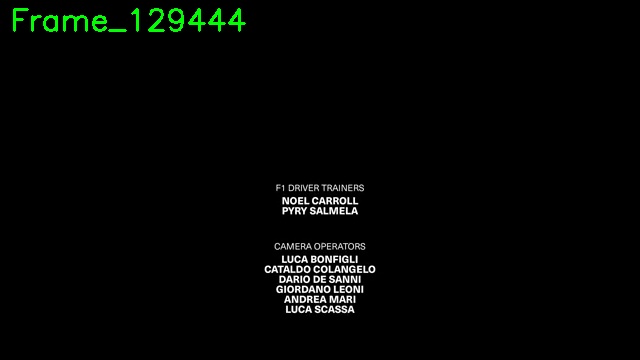 Frame_129444
F1 DRIVER TRAINERS
NOEL CARROLL
PYRY SALMELA
CAMERA OPERATORS
LUCA BONFIGLI
CATALDO COLANGELO
DARIO DE SANNI
GIORDANO LEONI
ANDREA MARI
LUCA SCASSA